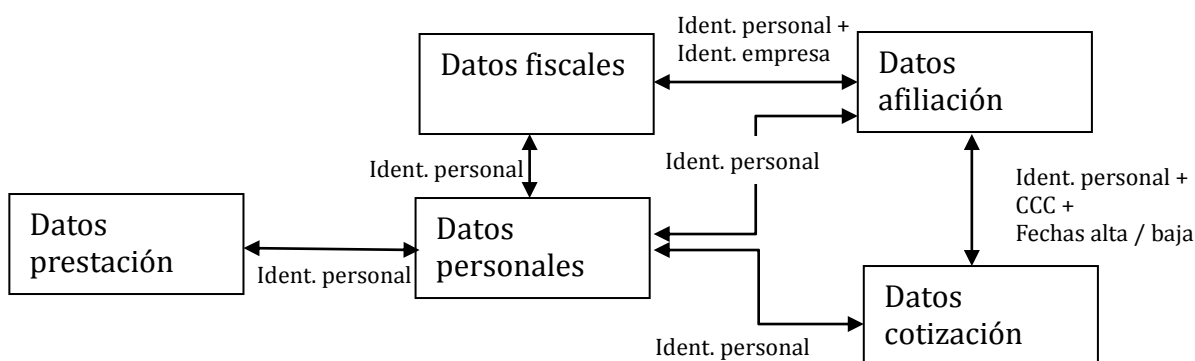 Ident. personal +
Ident. empresa
Datos fiscales
Datos
afiliación
Ident. personal
Ident. personal
Ident. personal +
CCC +
Fechas alta / baja
Datos
prestación
Ident. personal
Datos
personales
Datos
cotización
Ident. personal